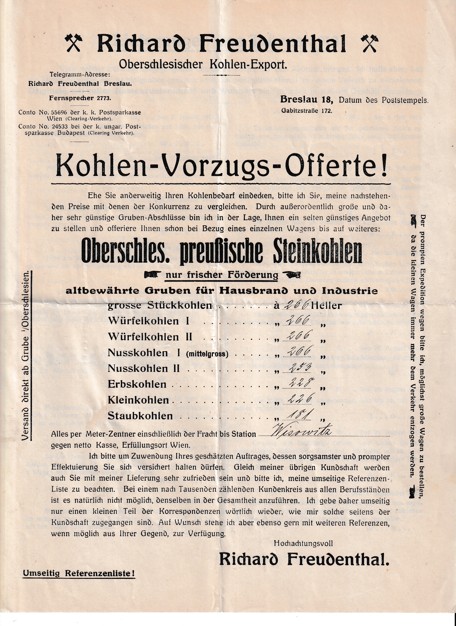 Richard Freudenthal
Oberschlesischer Kohlen-Export.
Telegramm-Adresse:
Richard Freudenthal Breslau.
Fernsprecher 2773.
Conto No. 55696 der k. k. Postsparkasse
Wien (Clearing-Verkehr).
Conto No. 20533 bei der k. ungar. Post-
sparkasse Budapest (Clearing Verkehr).
Breslau 18, Datum des Poststempels.
Gabitzstraße 172.
Kohlen-Vorzugs-Offerte!
Ehe Sie anderweitig Ihren Kohlenbedarf eindecken, bitte ich Sie, meine nachstehen-
den Preise mit denen der Konkurrenz zu vergleichen. Durch außerordentlich große und da-
her sehr günstige Gruben-Abschlüsse bin ich in der Lage, Ihnen ein selten günstiges Angebot
zu stellen und offeriere Ihnen schon bei Bezug eines einzelnen Wagens bis auf weiteres:
Oberschles. preußische Steinkohlen
nur frischer Förderung
altbewährte Gruben für Hausbrand und Industrie
grosse Stückkohlen . . . . . à 266 Heller
Würfelkohlen I . . . . . . . „ 266 „
Würfelkohlen II . . . . . . . „ 266 „
Nusskohlen I (mittelgross) . . . . „ 266 „
Nusskohlen II . . . . . . . „ 253 „
Erbskohlen . . . . . . . . „ 228 „
Kleinkohlen . . . . . . . . „ 226 „
Staubkohlen . . . . . . . . „ 181 „
Alles per Meter-Zentner einschließlich der Fracht bis Station Wisowitz
gegen netto Kasse, Erfüllungsort Wien.
Ich bitte um Zuwendung Ihres geschätzten Auftrages, dessen sorgsamster und prompter
Effektuierung Sie sich versichert halten dürfen. Gleich meiner übrigen Kundschaft werden
auch Sie mit meiner Lieferung sehr zufrieden sein und bitte ich, meine umseitige Referenzen-
Liste zu beachten. Bei einem nach Tausenden zählenden Kundenkreis aus allen Berufsständen
ist es natürlich nicht möglich, denselben in der Gesamtheit anzuführen. Ich gebe daher umseitig
nur einen kleinen Teil der Korrespondenzen wörtlich wieder, wie mir solche seitens der
Kundschaft zugegangen sind. Auf Wunsch stehe ich aber ebenso gern mit weiteren Referenzen,
wenn möglich aus Ihrer Gegend, zur Verfügung.
Hochachtungsvoll
Richard Freudenthal.
Umseitig Referenzenliste!
Versand direkt ab Grube (Oberschlesien.
Der prompten Expedition wegen bitte ich, möglichst große Wagen zu bestellen,
da die kleinen Wagen immer mehr dem Verkehr entzogen werden.